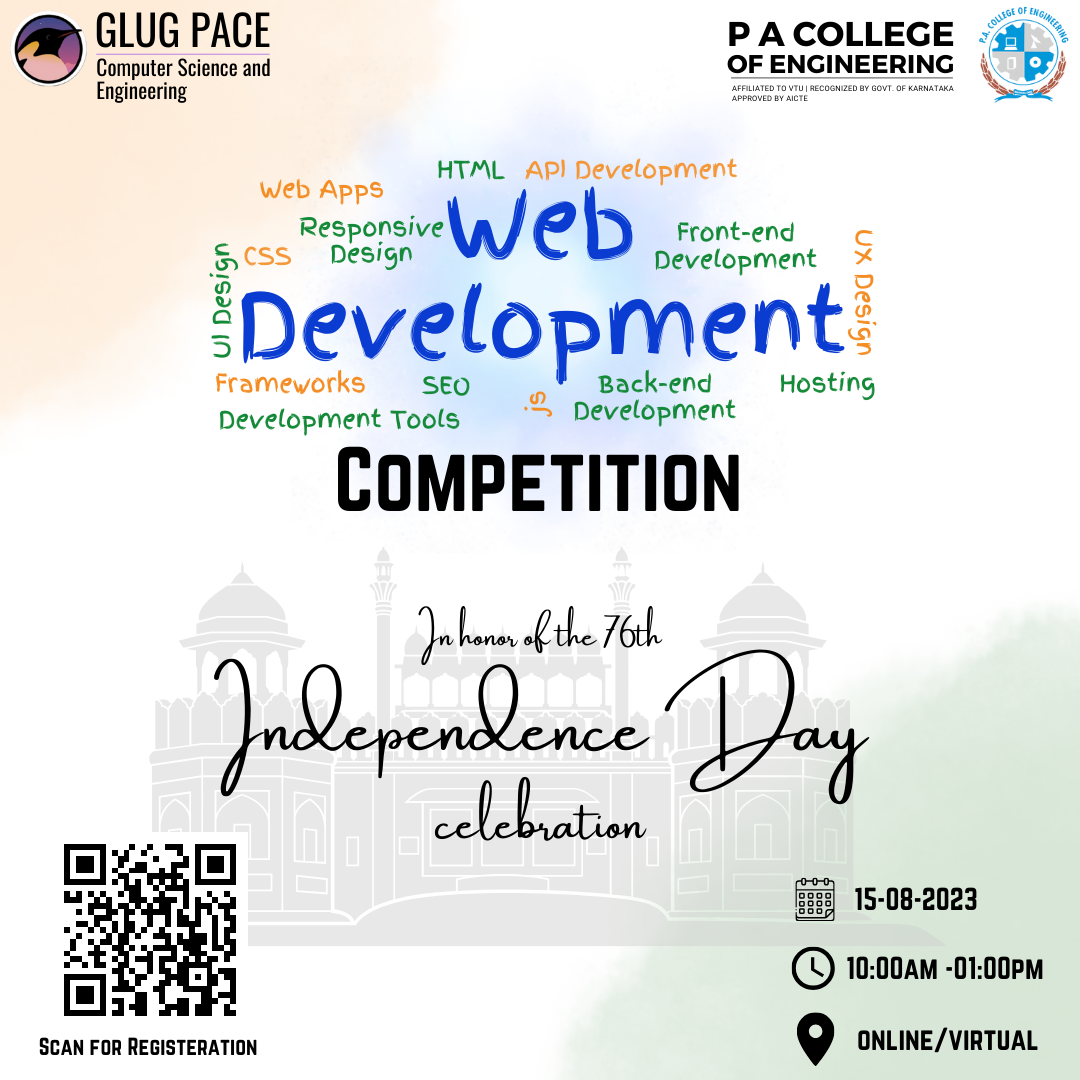 GLUG PACE
Computer Science and
Engineering
P A COLLEGE
OF ENGINEERING
AFFILIATED TO VTU | RECOGNIZED BY GOVT. OF KARNATAKA
APPROVED BY AICTE
P.A. COLLEGE OF ENGINEERING
HTML API Development
Web Apps
Web
Responsive
Design
Front-end
Development
CSS
UI Design
UX Design
Development
Frameworks
SEO
js
Back-end
Development
Hosting
Development Tools
COMPETITION
In honor of the 76th
Independence Day
celebration
15-08-2023
10:00AM -01:00PM
ONLINE/VIRTUAL
SCAN FOR REGISTERATION